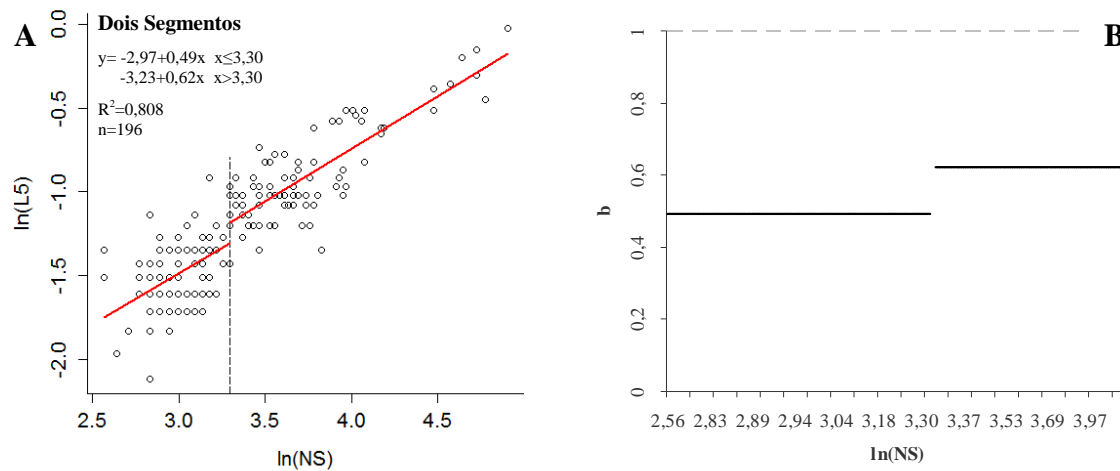 A
Dois Segmentos
y= -2,97+0,49x x≤3,30
-3,23+0,62x x>3,30
R²=0,808
n=196
ln(L5)
0.0
-0.5
-1.0
-1.5
-2.0
2.5 3.0 3.5 4.0 4.5
ln(NS)
B
b
1
0,8
0,6
0,4
0,2
0
2,56 2,83 2,89 2,94 3,04 3,18 3,30 3,37 3,53 3,69 3,97
ln(NS)